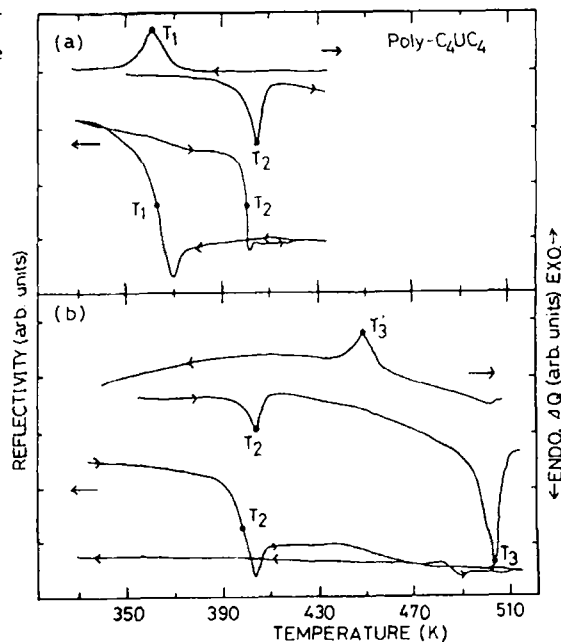 e
(a)
T₁
Poly-C₄UC₄
T₂
T₁
T₂
REFLECTIVITY (arb. units)
←ENDO. ΔQ (arb. units) EXO.→
(b)
T₃'
T₂
T₂
T₃
350 390 430 470 510
TEMPERATURE (K)